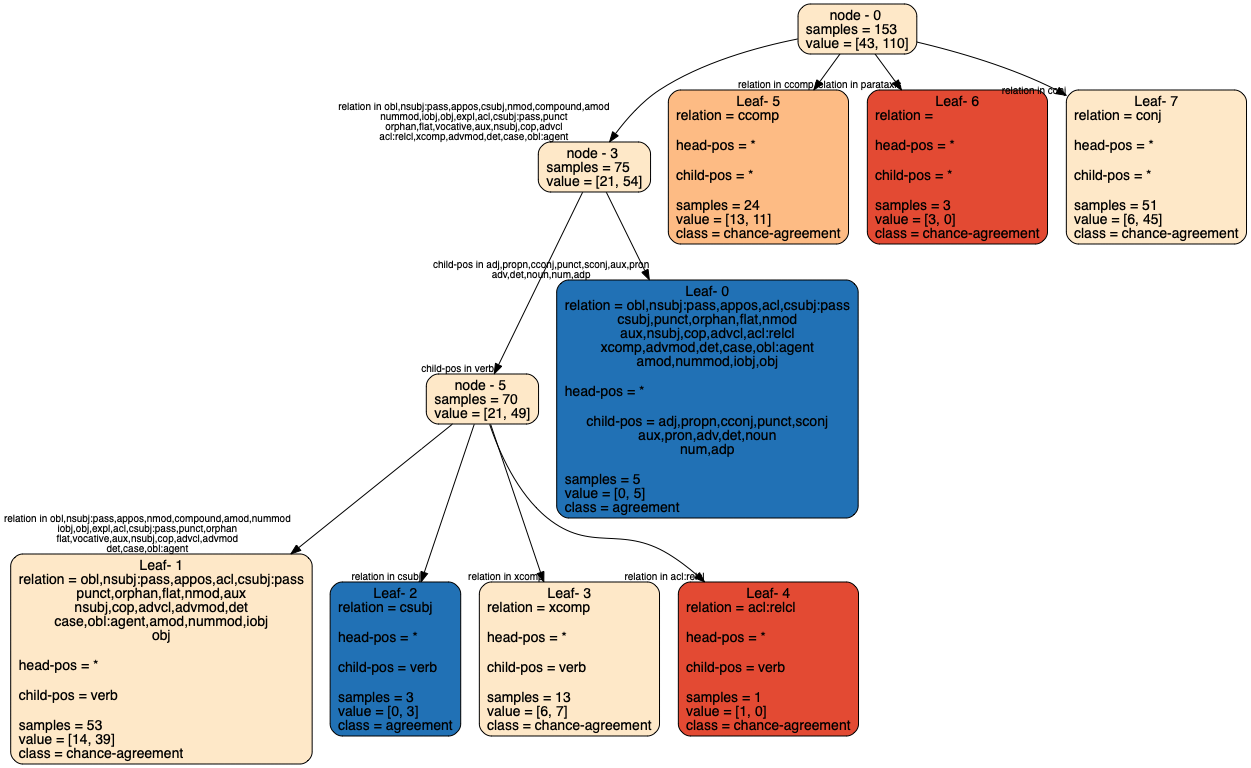 node - 0
samples = 153
value = [43, 110]
relation in obl,nsubj:pass,appos,csubj,nmod,compound,amod
nummod,iobj,obj,expl,acl,csubj:pass,punct
orphan,flat,vocative,aux,nsubj,cop,advcl
acl:relcl,xcomp,advmod,det,case,obl:agent
relation in ccomp
relation in parataxis
relation in conj
node - 3
samples = 75
value = [21, 54]
Leaf- 5
relation = ccomp
head-pos = *
child-pos = *
samples = 24
value = [13, 11]
class = chance-agreement
Leaf- 6
relation =
head-pos = *
child-pos = *
samples = 3
value = [3, 0]
class = chance-agreement
Leaf- 7
relation = conj
head-pos = *
child-pos = *
samples = 51
value = [6, 45]
class = chance-agreement
child-pos in adj,propn,cconj,punct,sconj,aux,pron
adv,det,noun,num,adp
child-pos in verb
node - 5
samples = 70
value = [21, 49]
Leaf- 0
relation = obl,nsubj:pass,appos,acl,csubj:pass
csubj,punct,orphan,flat,nmod
aux,nsubj,cop,advcl,acl:relcl
xcomp,advmod,det,case,obl:agent
amod,nummod,iobj,obj
head-pos = *
child-pos = adj,propn,cconj,punct,sconj
aux,pron,adv,det,noun
num,adp
samples = 5
value = [0, 5]
class = agreement
relation in obl,nsubj:pass,appos,nmod,compound,amod,nummod
iobj,obj,expl,acl,csubj:pass,punct,orphan
flat,vocative,aux,nsubj,cop,advcl,advmod
det,case,obl:agent
relation in csubj
relation in xcomp
relation in acl:relcl
Leaf- 1
relation = obl,nsubj:pass,appos,acl,csubj:pass
punct,orphan,flat,nmod,aux
nsubj,cop,advcl,advmod,det
case,obl:agent,amod,nummod,iobj
obj
head-pos = *
child-pos = verb
samples = 53
value = [14, 39]
class = chance-agreement
Leaf- 2
relation = csubj
head-pos = *
child-pos = verb
samples = 3
value = [0, 3]
class = agreement
Leaf- 3
relation = xcomp
head-pos = *
child-pos = verb
samples = 13
value = [6, 7]
class = chance-agreement
Leaf- 4
relation = acl:relcl
head-pos = *
child-pos = verb
samples = 1
value = [1, 0]
class = chance-agreement